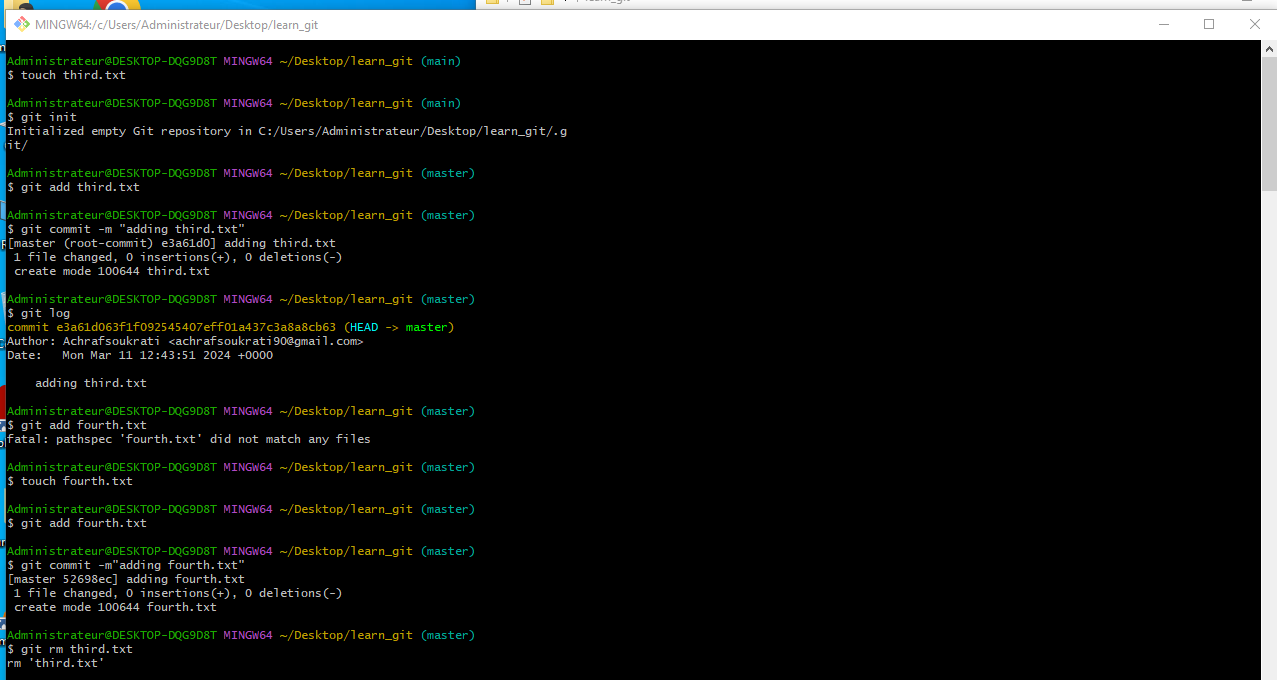 learn_git
MINGW64:/c/Users/Administrateur/Desktop/learn_git
Administrateur@DESKTOP-DQG9D8T MINGW64 ~/Desktop/learn_git (main)
$ touch third.txt
Administrateur@DESKTOP-DQG9D8T MINGW64 ~/Desktop/learn_git (main)
$ git init
Initialized empty Git repository in C:/Users/Administrateur/Desktop/learn_git/.g
it/
Administrateur@DESKTOP-DQG9D8T MINGW64 ~/Desktop/learn_git (master)
$ git add third.txt
Administrateur@DESKTOP-DQG9D8T MINGW64 ~/Desktop/learn_git (master)
$ git commit -m "adding third.txt"
[master (root-commit) e3a61d0] adding third.txt
 1 file changed, 0 insertions(+), 0 deletions(-)
 create mode 100644 third.txt
Administrateur@DESKTOP-DQG9D8T MINGW64 ~/Desktop/learn_git (master)
$ git log
commit e3a61d063f1f092545407eff01a437c3a8a8cb63 (HEAD -> master)
Author: Achrafsoukrati <achrafsoukrati90@gmail.com>
Date:   Mon Mar 11 12:43:51 2024 +0000
    adding third.txt
Administrateur@DESKTOP-DQG9D8T MINGW64 ~/Desktop/learn_git (master)
$ git add fourth.txt
fatal: pathspec 'fourth.txt' did not match any files
Administrateur@DESKTOP-DQG9D8T MINGW64 ~/Desktop/learn_git (master)
$ touch fourth.txt
Administrateur@DESKTOP-DQG9D8T MINGW64 ~/Desktop/learn_git (master)
$ git add fourth.txt
Administrateur@DESKTOP-DQG9D8T MINGW64 ~/Desktop/learn_git (master)
$ git commit -m"adding fourth.txt"
[master 52698ec] adding fourth.txt
 1 file changed, 0 insertions(+), 0 deletions(-)
 create mode 100644 fourth.txt
Administrateur@DESKTOP-DQG9D8T MINGW64 ~/Desktop/learn_git (master)
$ git rm third.txt
rm 'third.txt'